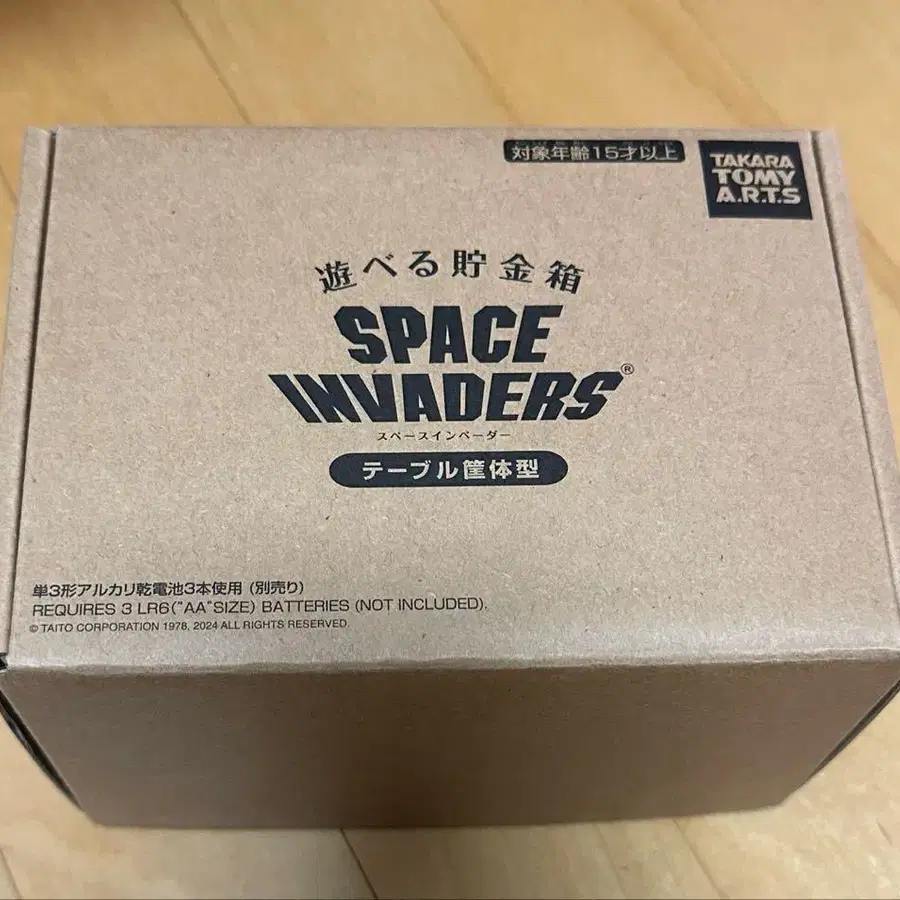 対象年齢15才以上
TAKARA
TOMY
A.R.T.S
遊べる貯金箱
SPACE
INVADERS®
スペースインベーダー
テーブル筐体型
単3形アルカリ乾電池3本使用 (別売り)
REQUIRES 3 LR6("AA"SIZE) BATTERIES (NOT INCLUDED).
© TAITO CORPORATION 1978, 2024 ALL RIGHTS RESERVED.